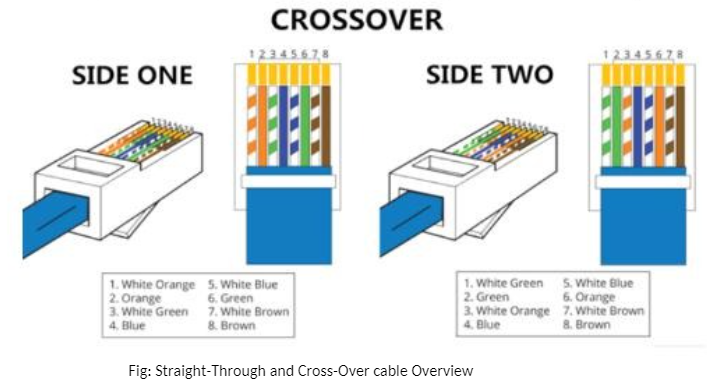 CROSSOVER
SIDE ONE
1 2 3 4 5 6 7 8
12345678
1. White Orange 5. White Blue
2. Orange 6. Green
3. White Green 7. White Brown
4. Blue 8. Brown
SIDE TWO
1 2 3 4 5 6 7 8
12345678
1. White Green 5. White Blue
2. Green 6. Orange
3. White Orange 7. White Brown
4. Blue 8. Brown
Fig: Straight-Through and Cross-Over cable Overview